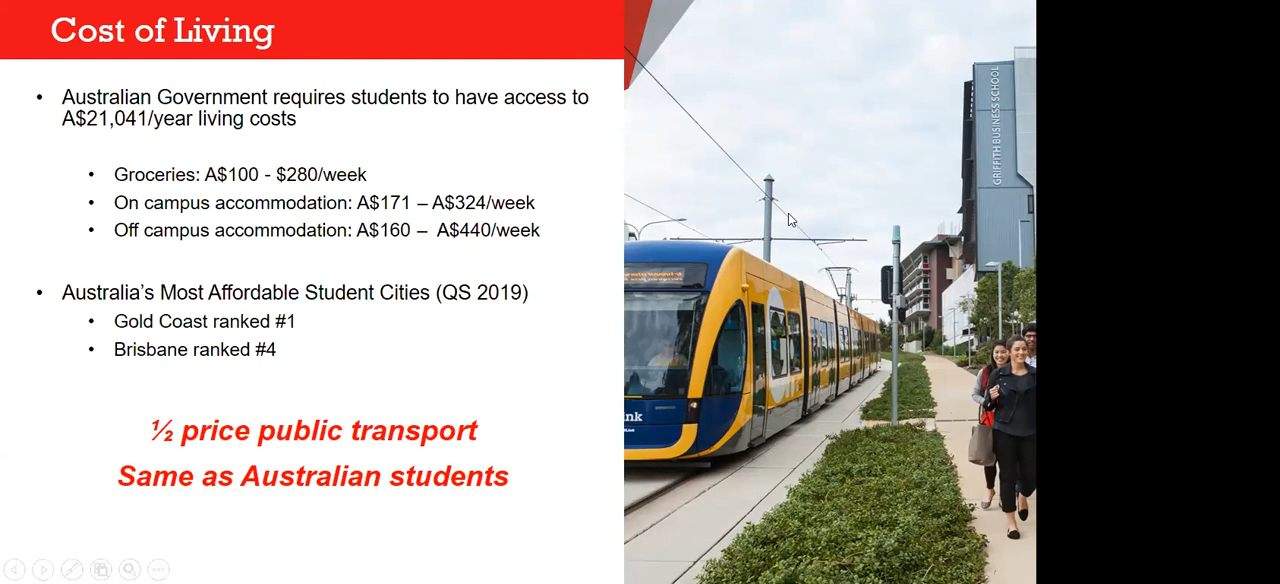 Cost of Living
• Australian Government requires students to have access to
A$21,041/year living costs
• Groceries: A$100 - $280/week
• On campus accommodation: A$171 – A$324/week
• Off campus accommodation: A$160 – A$440/week
• Australia's Most Affordable Student Cities (QS 2019)
• Gold Coast ranked #1
• Brisbane ranked #4
½ price public transport
Same as Australian students
GRIFFITH BUSINESS SCHOOL
nk